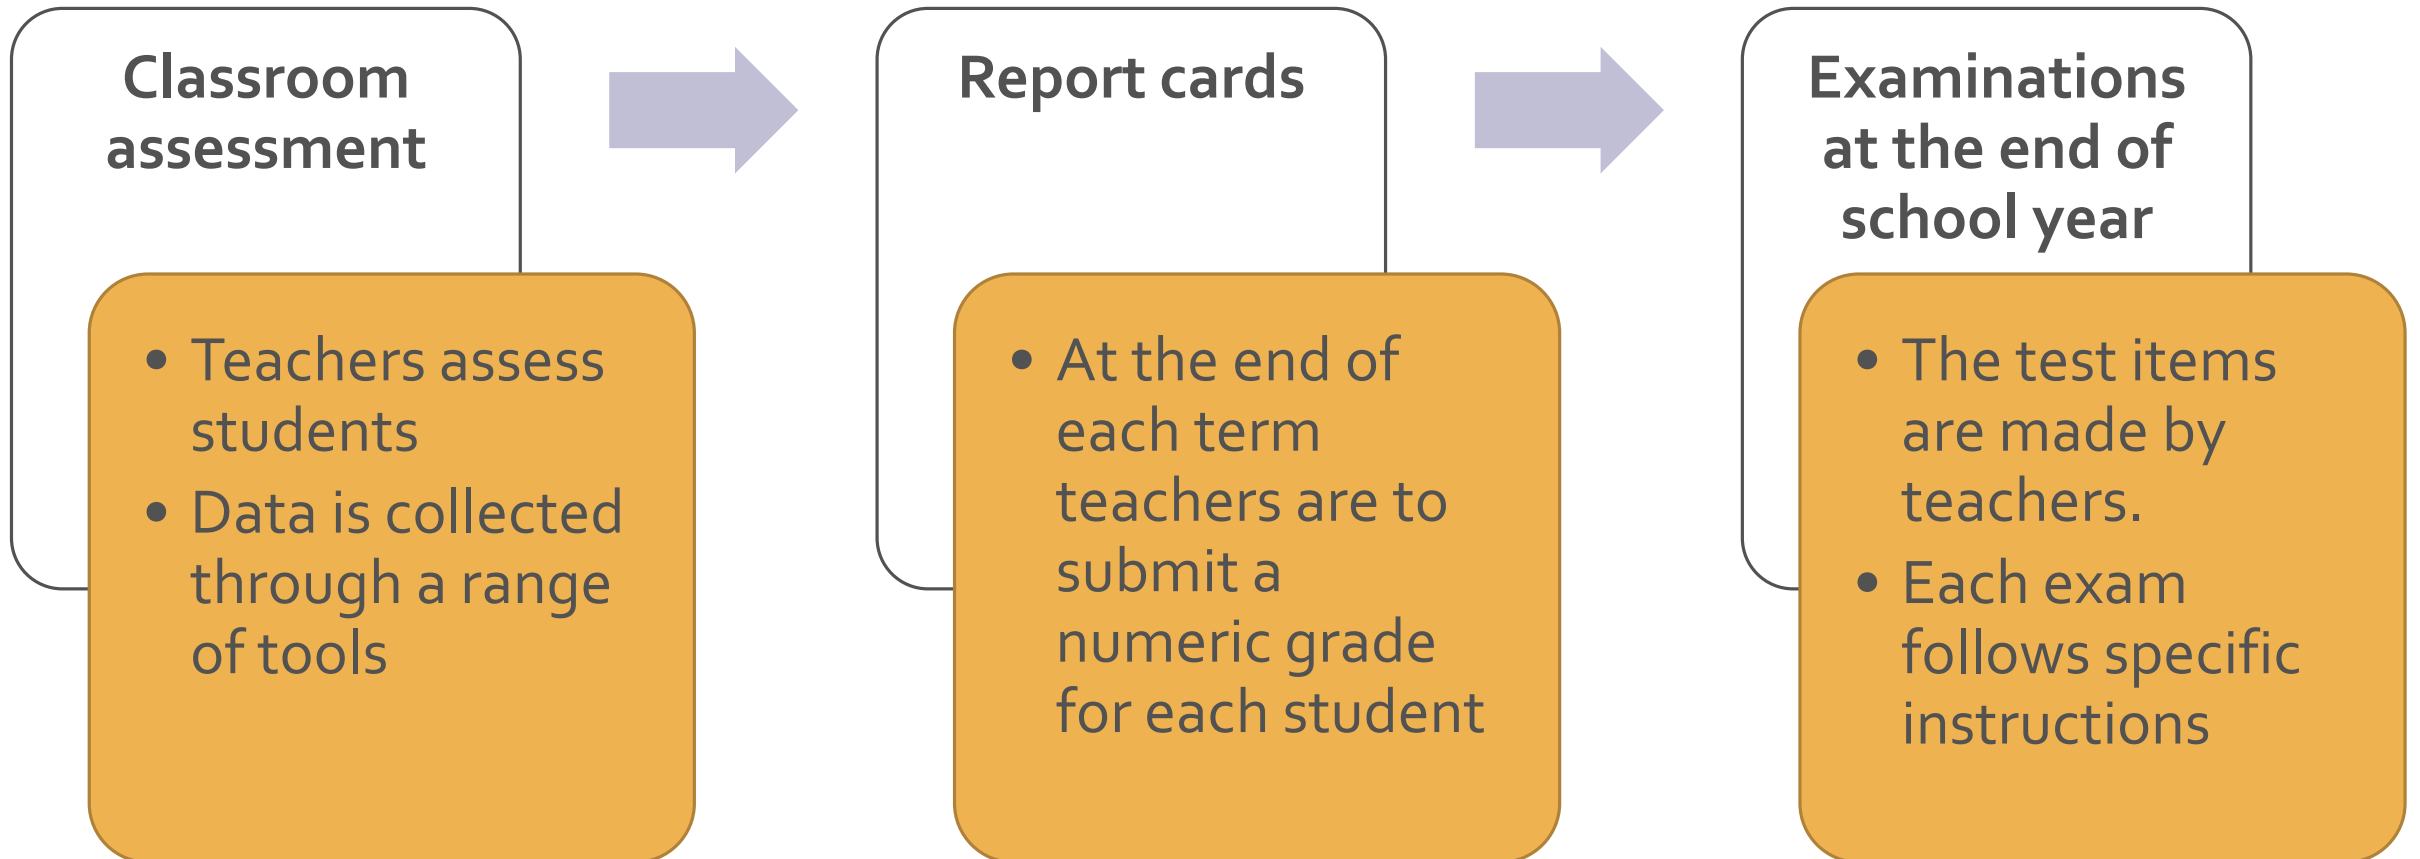 Classroom
assessment
• Teachers assess
students
• Data is collected
through a range
of tools
Report cards
• At the end of
each term
teachers are to
submit a
numeric grade
for each student
Examinations
at the end of
school year
• The test items
are made by
teachers.
• Each exam
follows specific
instructions